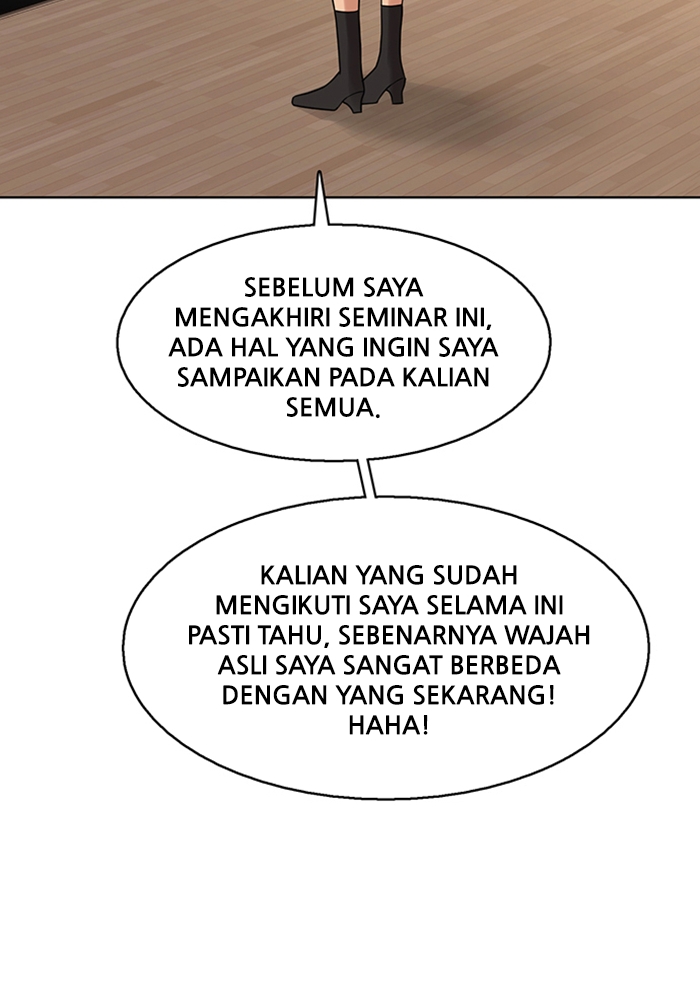 SEBELUM SAYA
MENGAKHIRI SEMINAR INI,
ADA HAL YANG INGIN SAYA
SAMPAIKAN PADA KALIAN
SEMUA.
KALIAN YANG SUDAH
MENGIKUTI SAYA SELAMA INI
PASTI TAHU, SEBENARNYA WAJAH
ASLI SAYA SANGAT BERBEDA
DENGAN YANG SEKARANG!
HAHA!